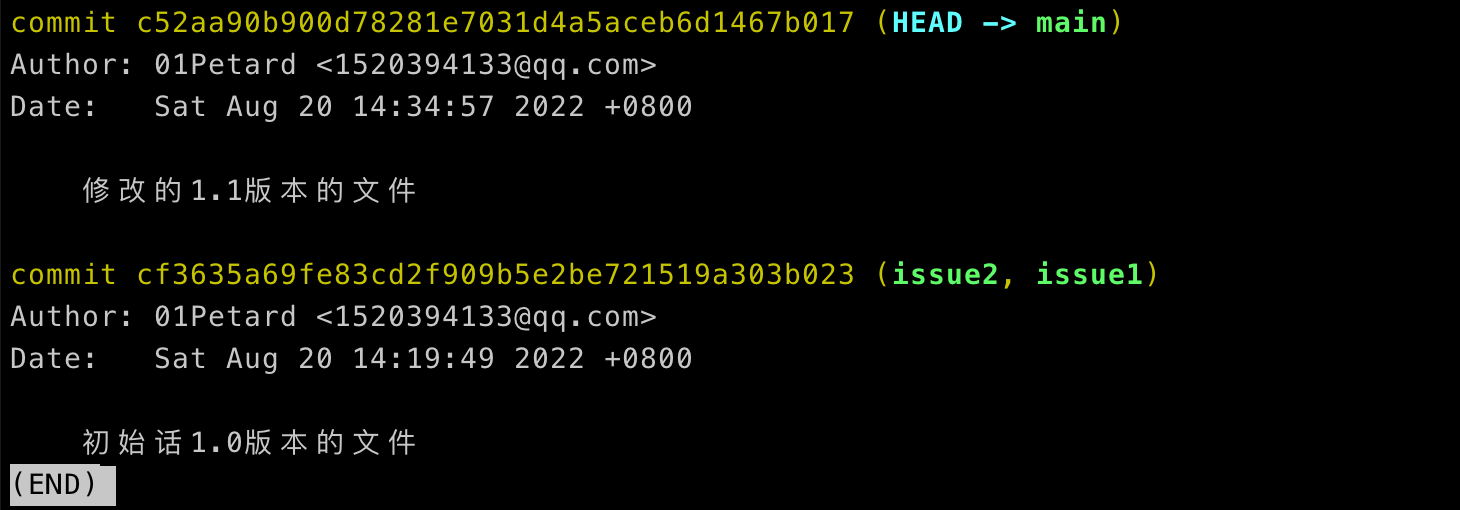 commit c52aa90b900d78281e7031d4a5aceb6d1467b017 (HEAD -> main)
Author: 01Petard <1520394133@qq.com>
Date:   Sat Aug 20 14:34:57 2022 +0800
修改的1.1版本的文件
commit cf3635a69fe83cd2f909b5e2be721519a303b023 (issue2, issue1)
Author: 01Petard <1520394133@qq.com>
Date:   Sat Aug 20 14:19:49 2022 +0800
初始话1.0版本的文件
(END)